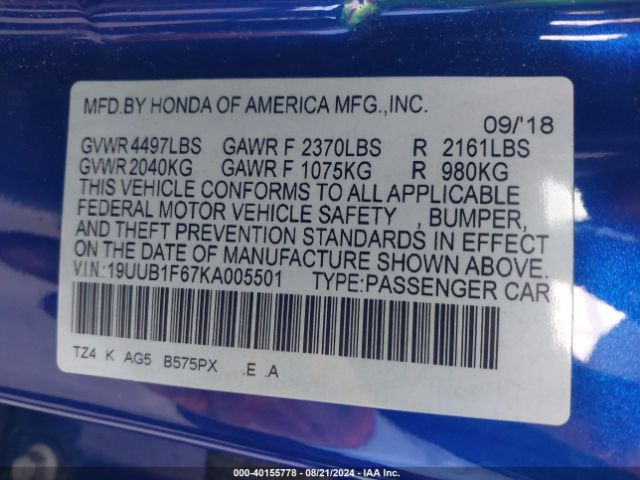 MFD.BY HONDA OF AMERICA MFG.,INC.
09/'18
GVWR 4497LBS GAWR F 2370LBS R 2161LBS
GVWR 2040KG GAWR F 1075KG R 980KG
THIS VEHICLE CONFORMS TO ALL APPLICABLE
FEDERAL MOTOR VEHICLE SAFETY , BUMPER,
AND THEFT PREVENTION STANDARDS IN EFFECT
ON THE DATE OF MANUFACTURE SHOWN ABOVE.
V.I.N.:19UUB1F67KA005501 TYPE:PASSENGER CAR
TZ4 K AG5 B575PX .E .A
000-40155778 - 08/21/2024 - IAA Inc.